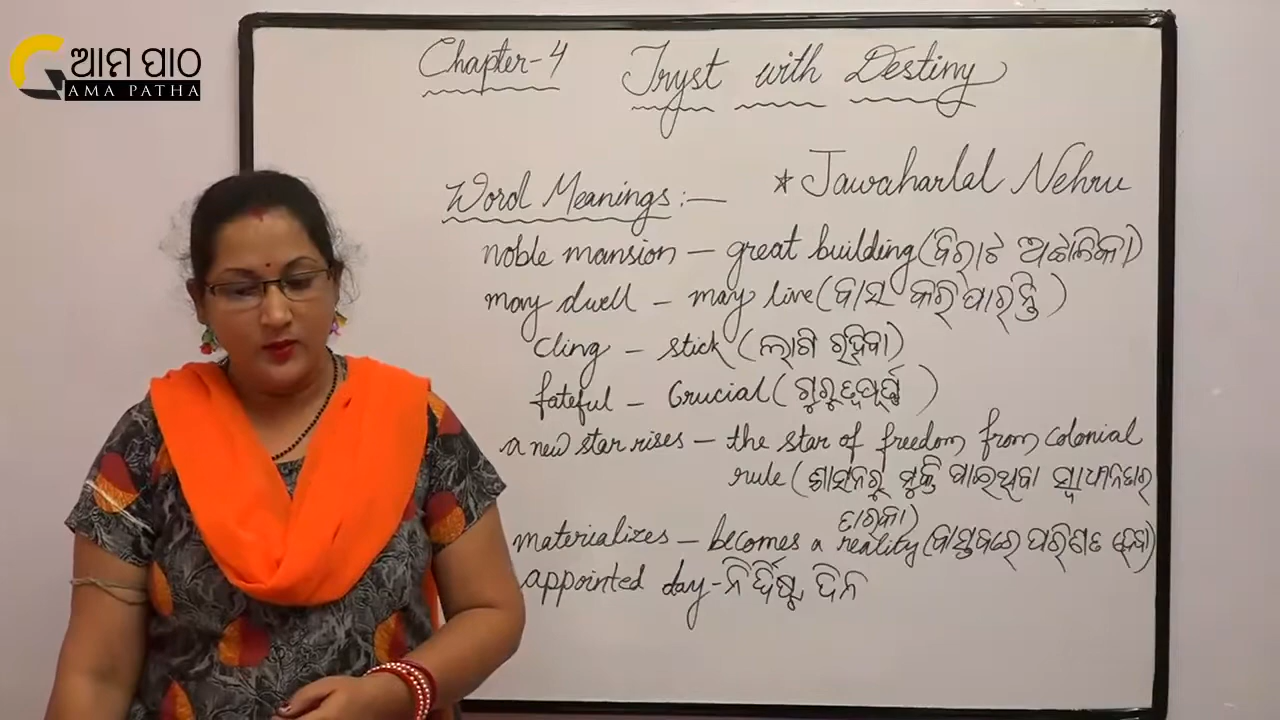 ଆମ ପାଠ
AMA PATHA
Chapter-4 Tryst with Destiny
* Jawaharlal Nehru
Word Meanings:—
noble mansion — great building (ବିରାଟ ଅଟ୍ଟାଳିକା)
may dwell — may live (ବାସ କରିପାରନ୍ତି)
cling — stick (ଲାଗି ରହିବା)
fateful — Crucial (ଗୁରୁତ୍ୱପୂର୍ଣ୍ଣ)
a new star rises — the star of freedom from colonial
rule (ଶାସନରୁ ମୁକ୍ତି ପାଇଥିବା ସ୍ୱାଧୀନତାର
ତାରକା)
materializes — becomes a reality (ବାସ୍ତବରେ ପରିଣତ ହେବା)
appointed day - ନିର୍ଦ୍ଦିଷ୍ଟ ଦିନ